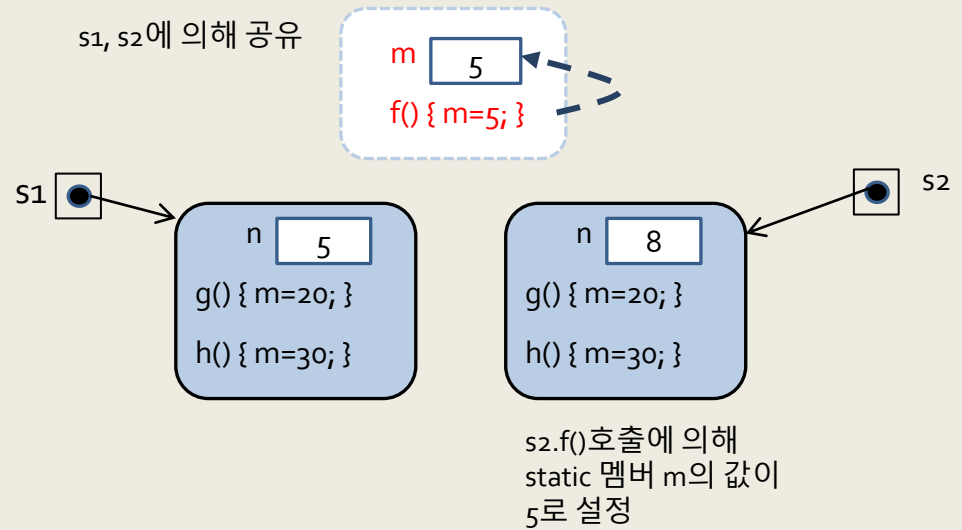 s1, s2에 의해 공유
m 5
f() { m=5; }
s1
s2
n 5
g() { m=20; }
h() { m=30; }
n 8
g() { m=20; }
h() { m=30; }
s2.f()호출에 의해
static 멤버 m의 값이
5로 설정